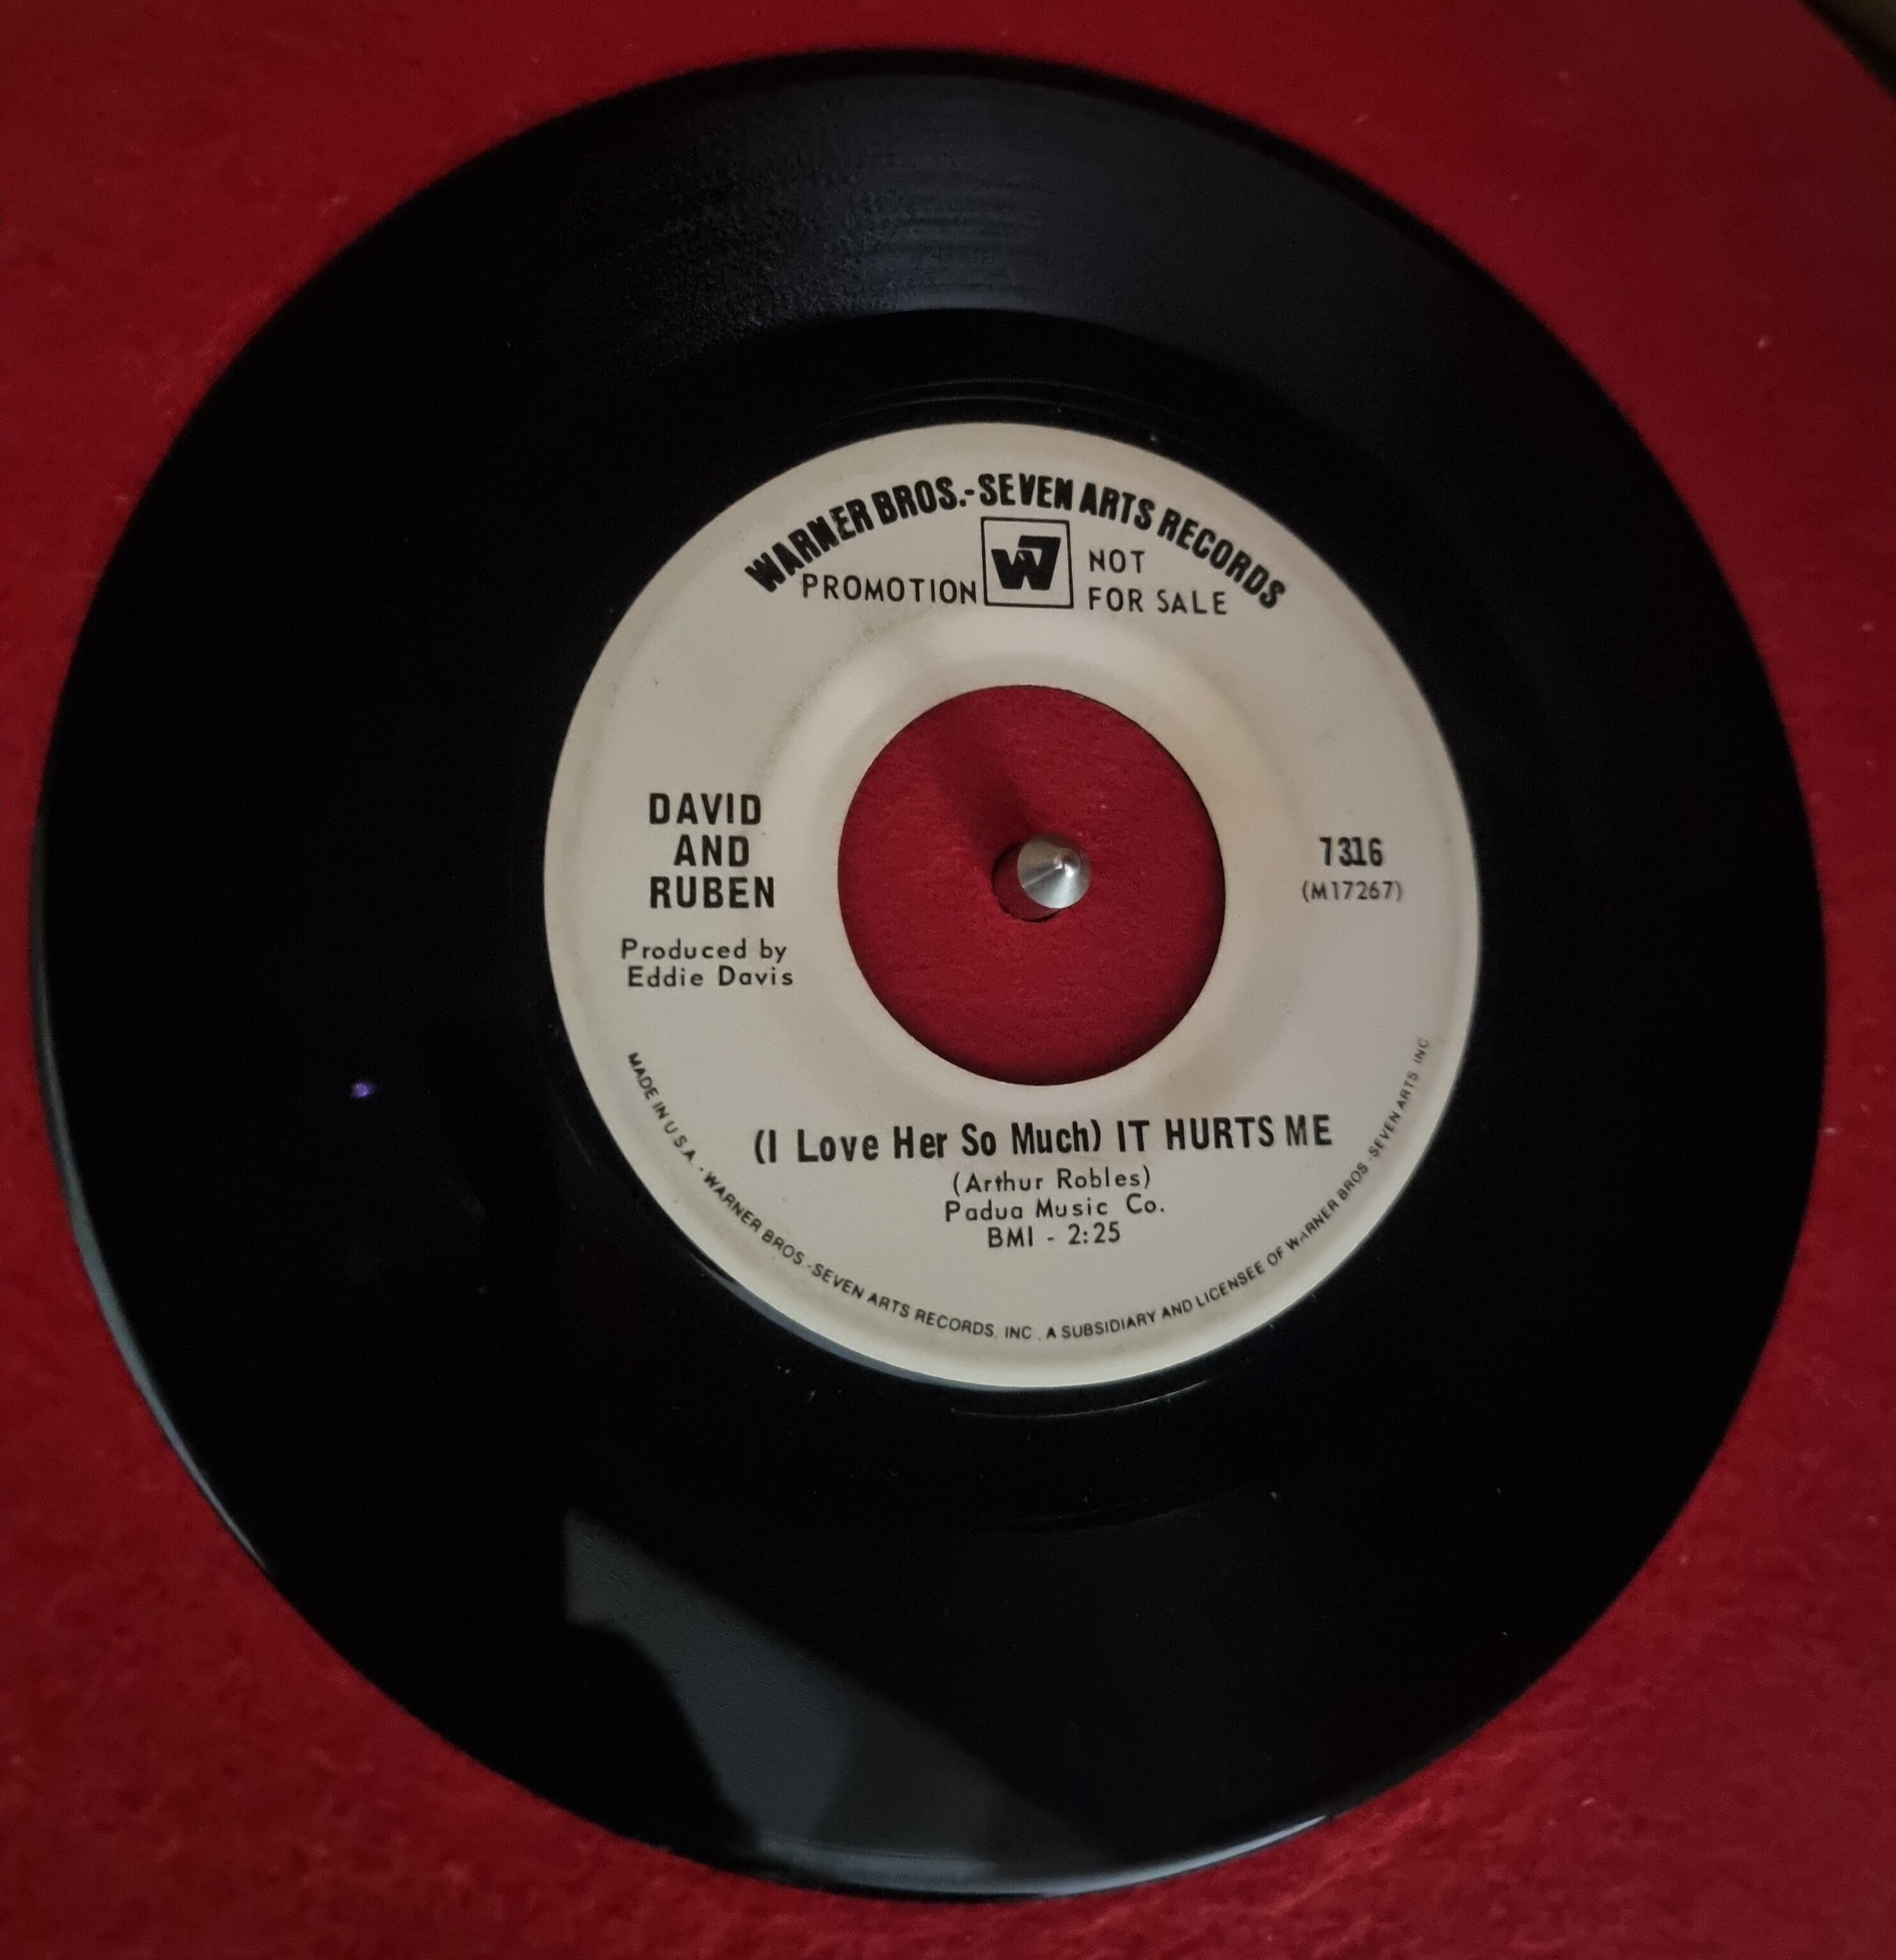 WARNER BROS.-SEVEN ARTS RECORDS
PROMOTION W7 NOT
FOR SALE
DAVID
AND
RUBEN
Produced by
Eddie Davis
7316
(M17267)
(I Love Her So Much) IT HURTS ME
(Arthur Robles)
Padua Music Co.
BMI - 2:25
MADE IN U.S.A. · WARNER BROS.-SEVEN ARTS RECORDS, INC., A SUBSIDIARY AND LICENSEE OF WARNER BROS.-SEVEN ARTS, INC.